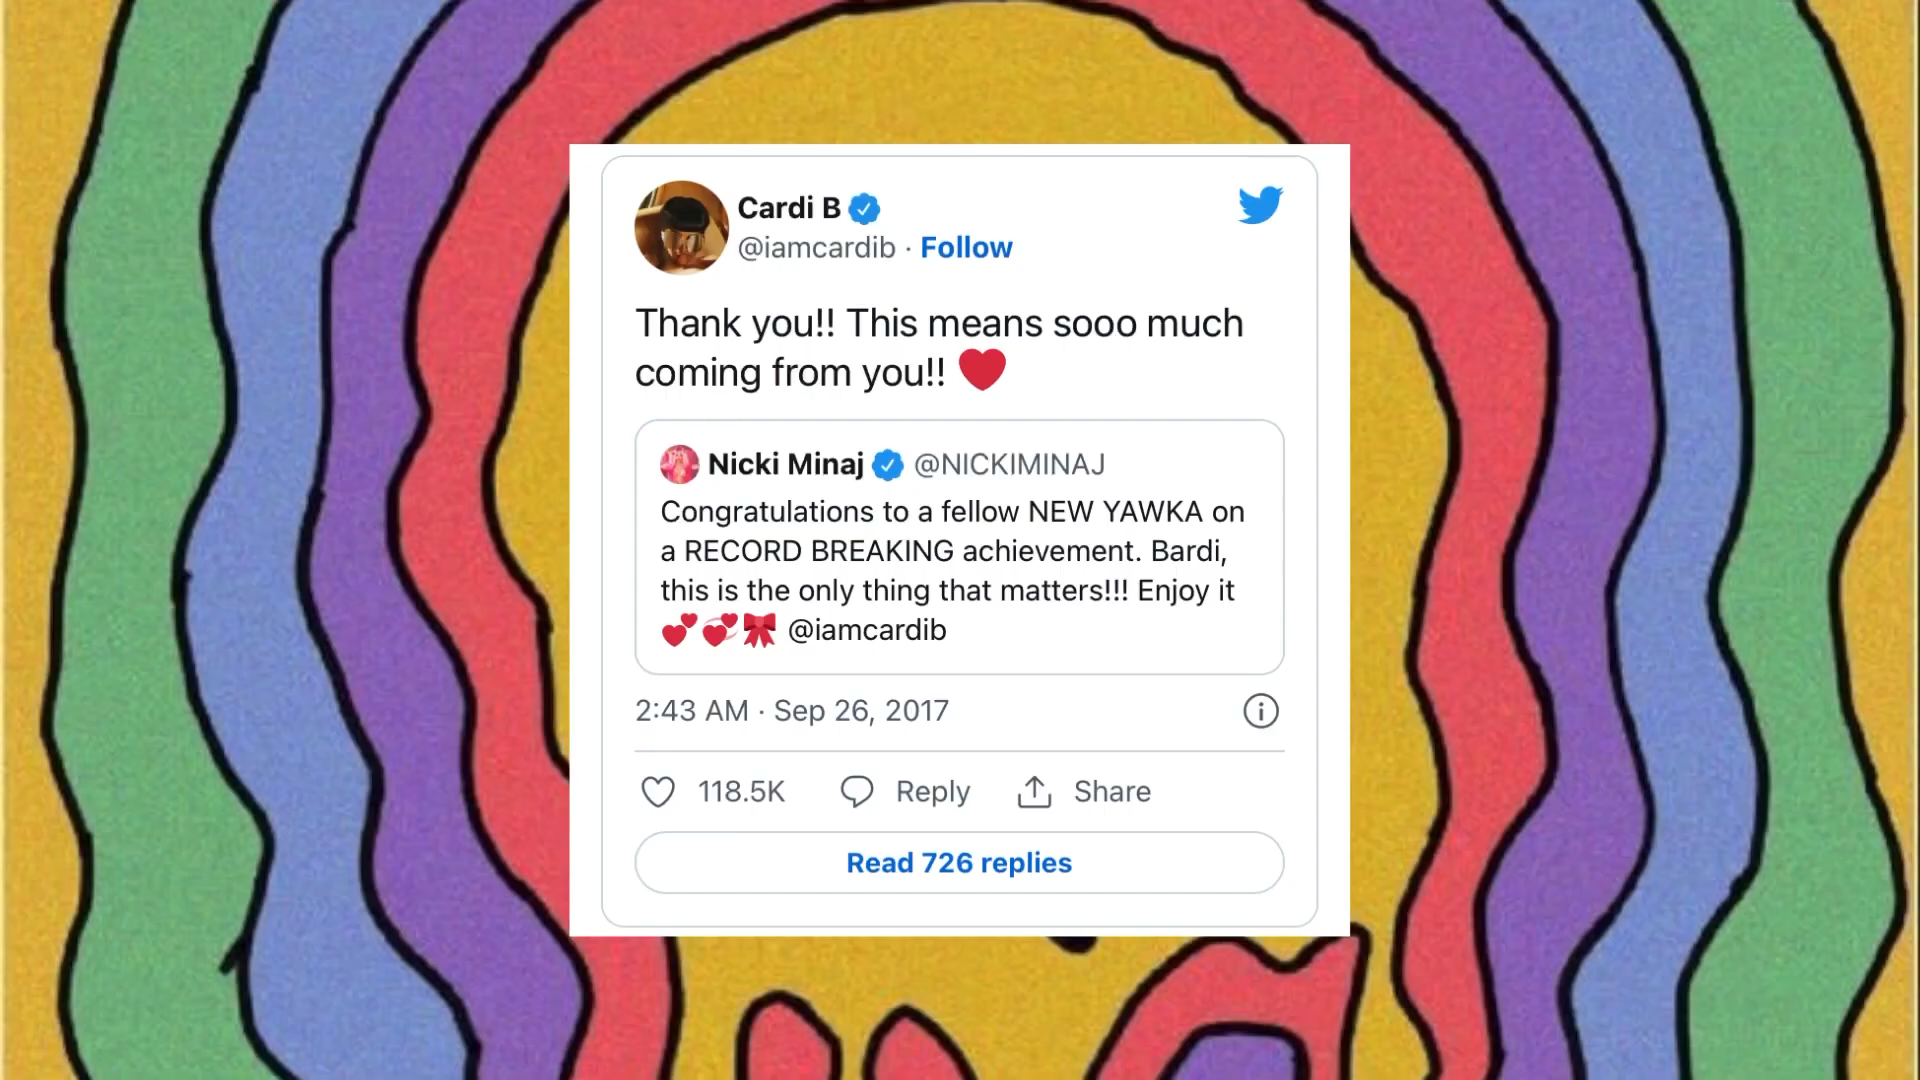 Cardi B
@iamcardib · Follow
Thank you!! This means sooo much
coming from you!! ❤️
Nicki Minaj @NICKIMINAJ
Congratulations to a fellow NEW YAWKA on
a RECORD BREAKING achievement. Bardi,
this is the only thing that matters!!! Enjoy it
💕💞🎀 @iamcardib
2:43 AM · Sep 26, 2017
118.5K Reply Share
Read 726 replies